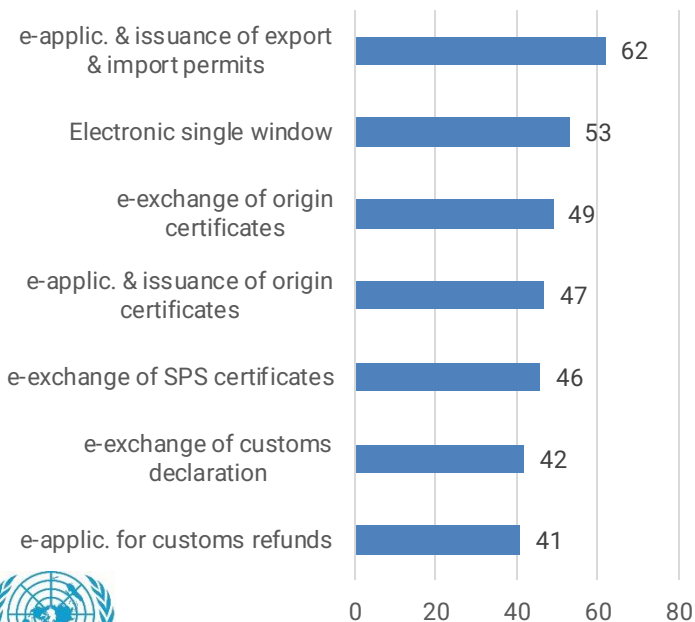 e-applic. & issuance of export
& import permits
62
Electronic single window
53
e-exchange of origin
certificates
49
e-applic. & issuance of origin
certificates
47
e-exchange of SPS certificates
46
e-exchange of customs
declaration
42
e-applic. for customs refunds
41
0 20 40 60 80